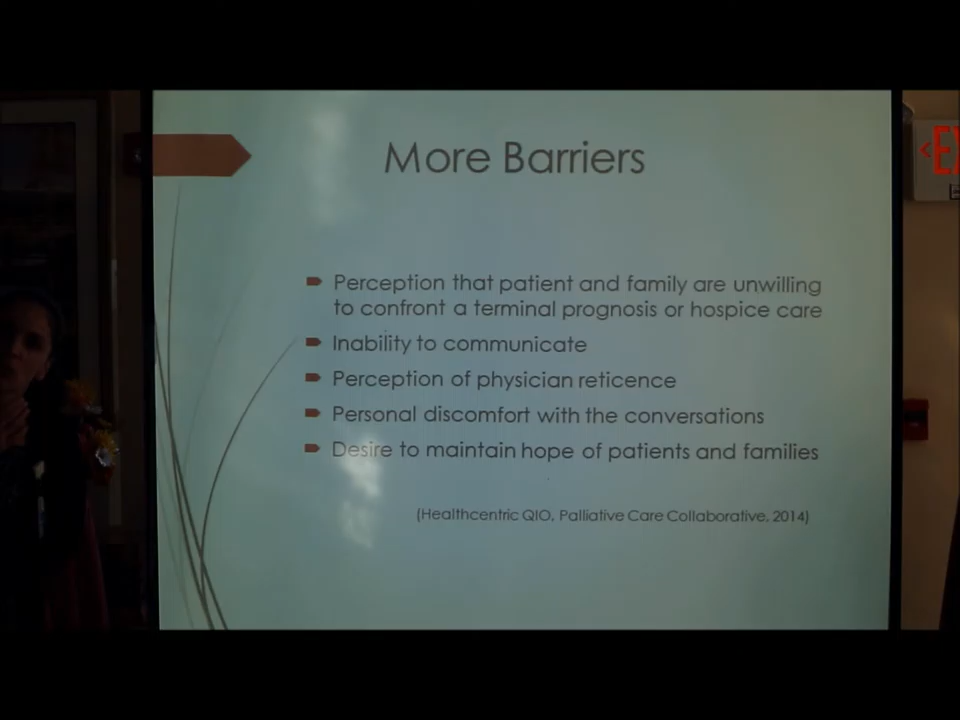 More Barriers
Perception that patient and family are unwilling
to confront a terminal prognosis or hospice care
Inability to communicate
Perception of physician reticence
Personal discomfort with the conversations
Desire to maintain hope of patients and families
(Healthcentric QIO, Palliative Care Collaborative, 2014)